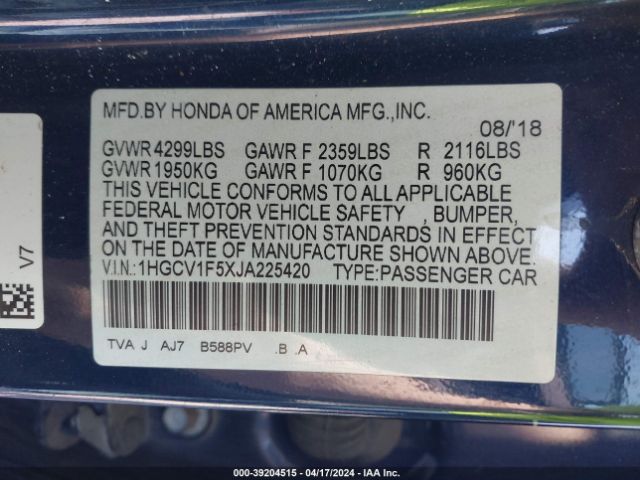 MFD.BY HONDA OF AMERICA MFG.,INC.
08/'18
GVWR 4299LBS GAWR F 2359LBS R 2116LBS
GVWR 1950KG GAWR F 1070KG R 960KG
THIS VEHICLE CONFORMS TO ALL APPLICABLE
FEDERAL MOTOR VEHICLE SAFETY , BUMPER,
AND THEFT PREVENTION STANDARDS IN EFFECT
ON THE DATE OF MANUFACTURE SHOWN ABOVE.
V.I.N.:1HGCV1F5XJA225420 TYPE:PASSENGER CAR
TVA J AJ7 B588PV .B .A
V7
000-39204515 - 04/17/2024 - IAAI.com